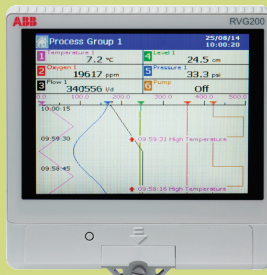 ABB
RVG200
Process Group 1
25/08/14
10:00:20
1 Temperature 1
7.2 °C
4 Level 1
24.5 cm
2 Oxygen 1
19617 ppm
5 Pressure 1
33.3 psi
3 Flow 1
340556 l/d
6 Pump
Off
0.0 100.0 200.0 300.0 400.0 500.0
10:00:15
09:59:30
09:59:31 High Temperature
09:58:45
09:58:16 High Temperature